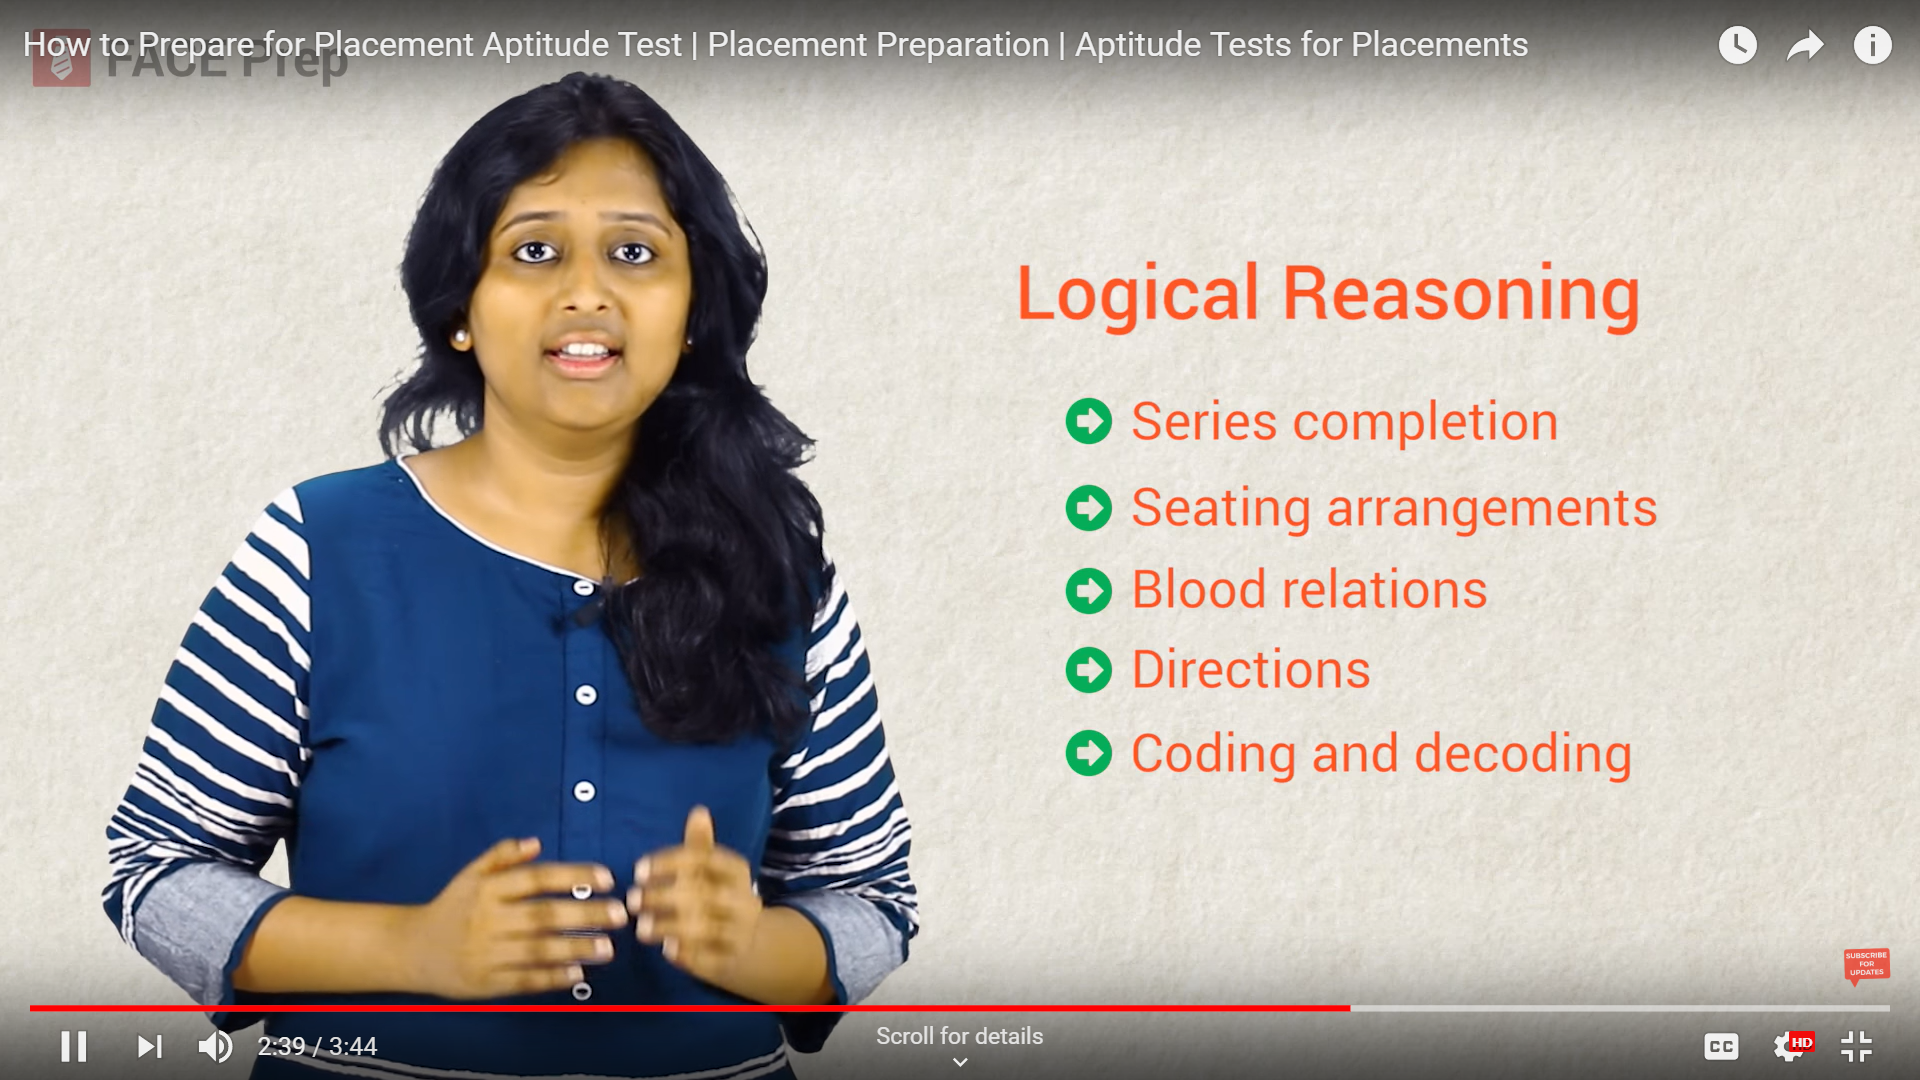 How to Prepare for Placement Aptitude Test | Placement Preparation | Aptitude Tests for Placements
FACE Prep
Logical Reasoning
Series completion
Seating arrangements
Blood relations
Directions
Coding and decoding
SUBSCRIBE
FOR
UPDATES
2:39 / 3:44
Scroll for details
CC
HD